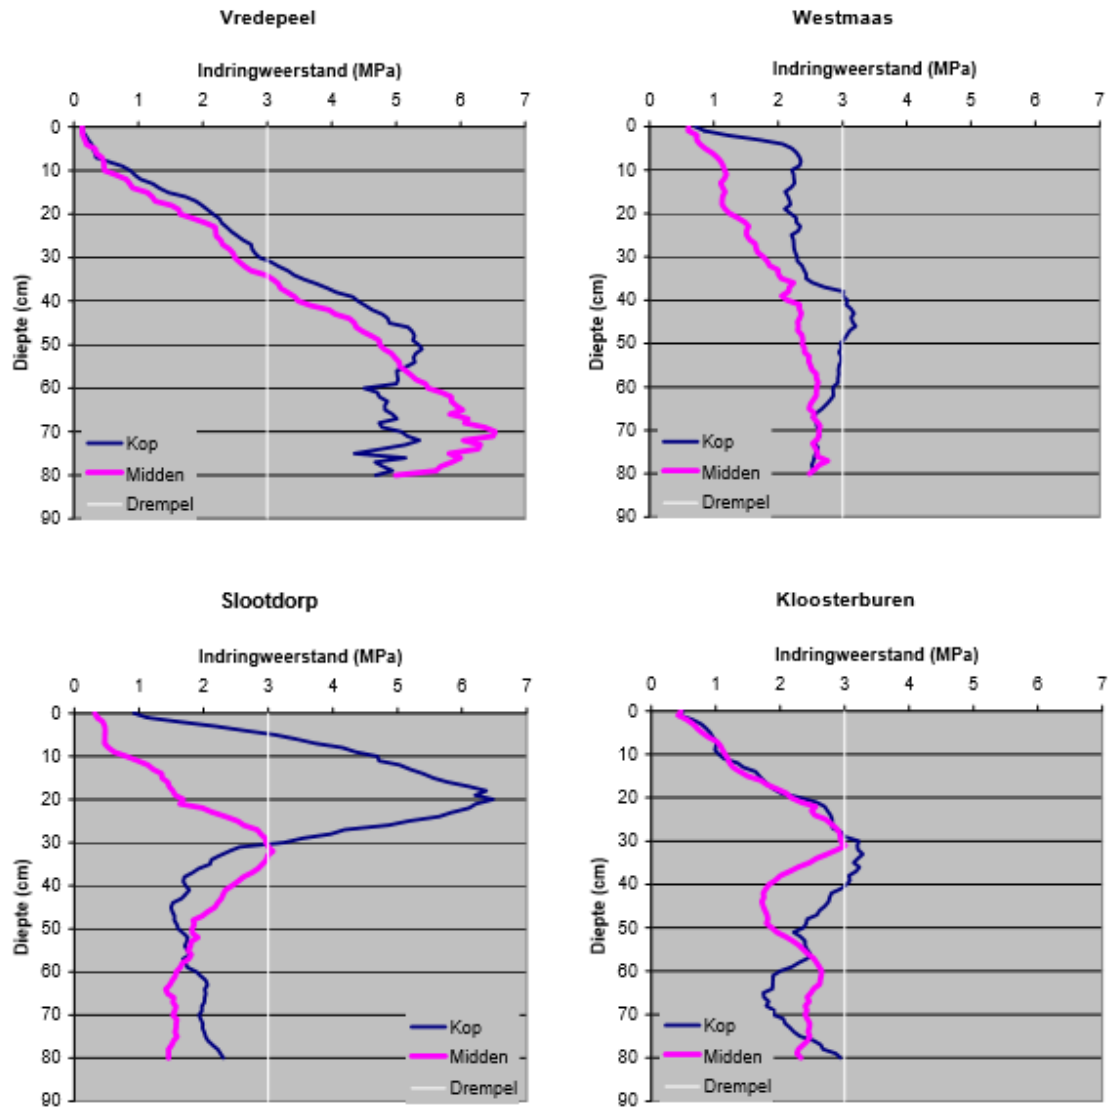 Vredepeel
Indringweerstand (MPa)
0 1 2 3 4 5 6 7
0
10
20
30
40
50
60
70
80
90
Diepte (cm)
Kop
Midden
Drempel
Westmaas
Indringweerstand (MPa)
0 1 2 3 4 5 6 7
0
10
20
30
40
50
60
70
80
90
Diepte (cm)
Kop
Midden
Drempel
Slootdorp
Indringweerstand (MPa)
0 1 2 3 4 5 6 7
0
10
20
30
40
50
60
70
80
90
Diepte (cm)
Kop
Midden
Drempel
Kloosterburen
Indringweerstand (MPa)
0 1 2 3 4 5 6 7
0
10
20
30
40
50
60
70
80
90
Diepte (cm)
Kop
Midden
Drempel